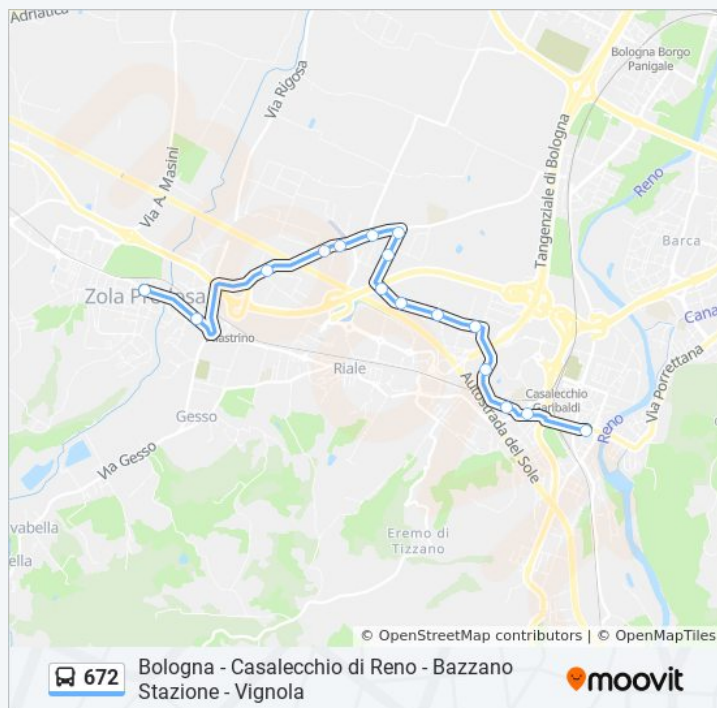 Adriatica
Bologna Borgo
Panigale
Via Rigosa
Via A. Masini
Tangenziale di Bologna
Reno
Barca
Zola Predosa
Riale
Casalecchio
Garibaldi
Via Porrettana
Reno
Autostrada del Sole
Gesso
Via Gesso
Eremo di
Tizzano
© OpenStreetMap contributors | © OpenMapTiles
672
Bologna - Casalecchio di Reno - Bazzano
Stazione - Vignola
moovit